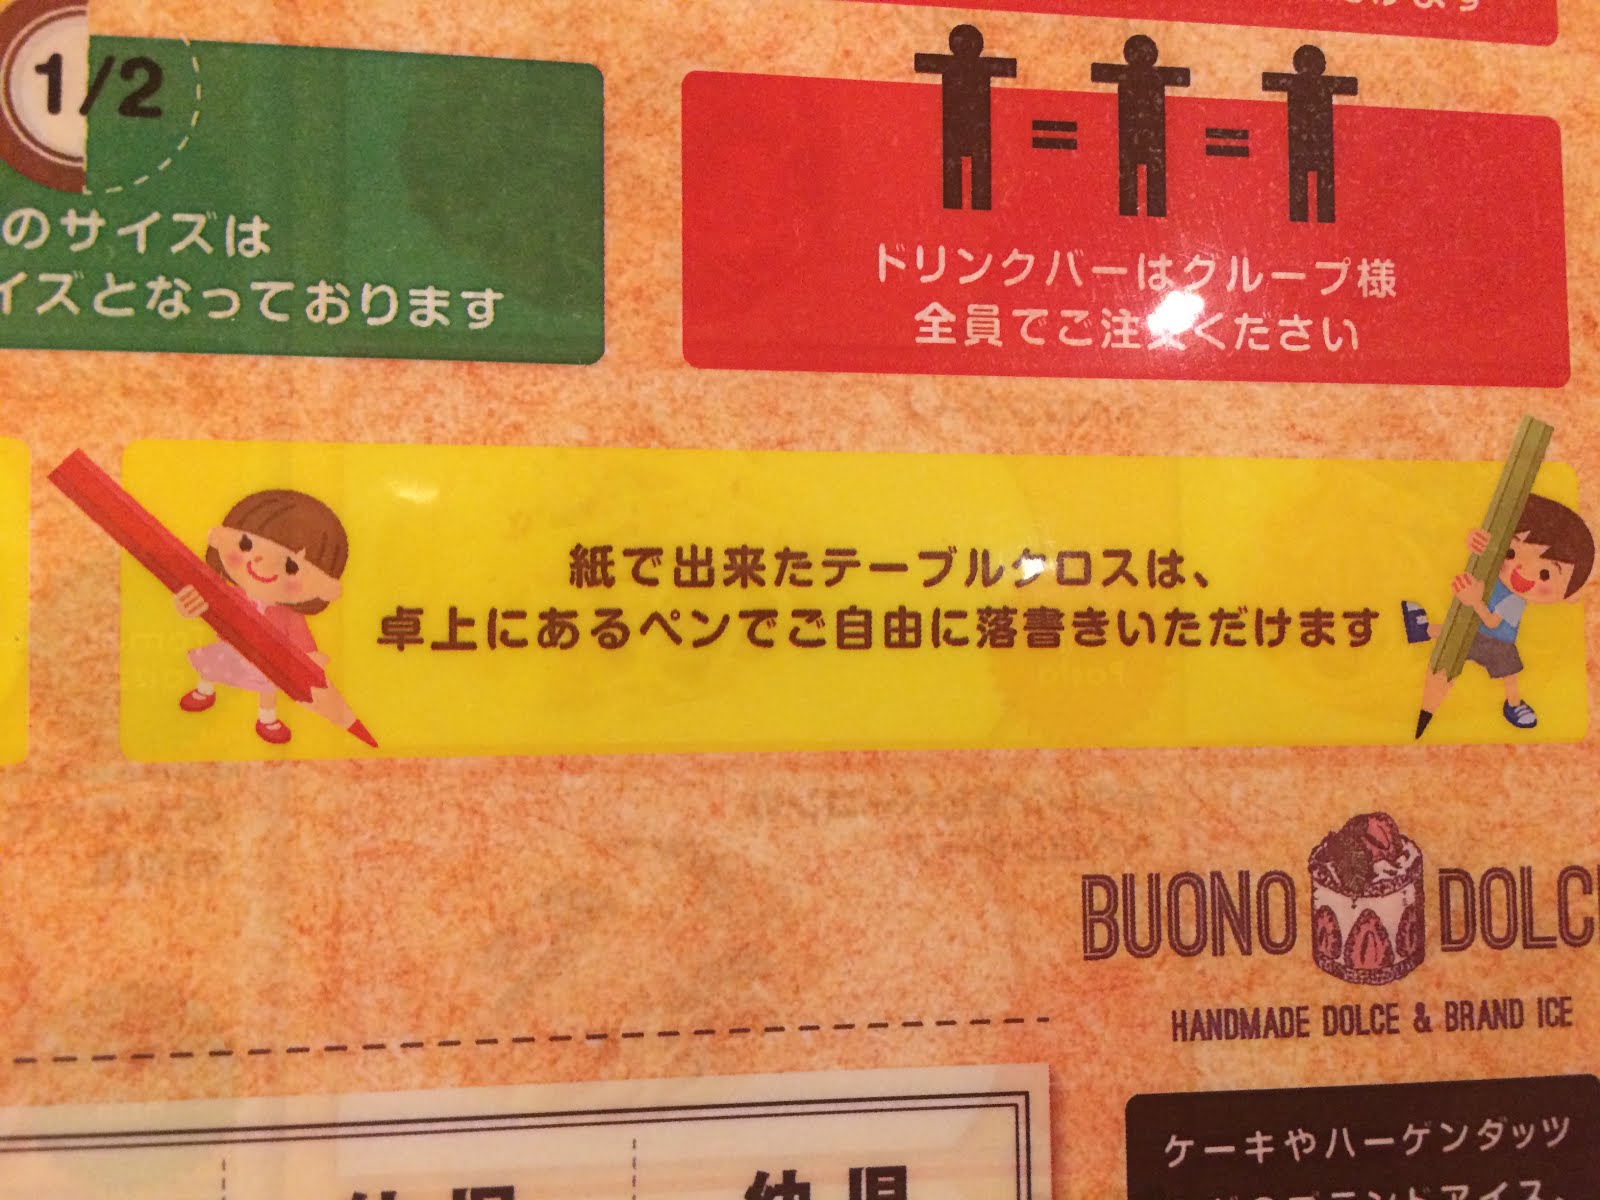 1/2
のサイズは
イズとなっております
ドリンクバーはグループ様
全員でご注文ください
紙で出来たテーブルクロスは、
卓上にあるペンでご自由に落書きいただけます
BUONO DOLC
HANDMADE DOLCE & BRAND ICE
ケーキやハーゲンダッツ